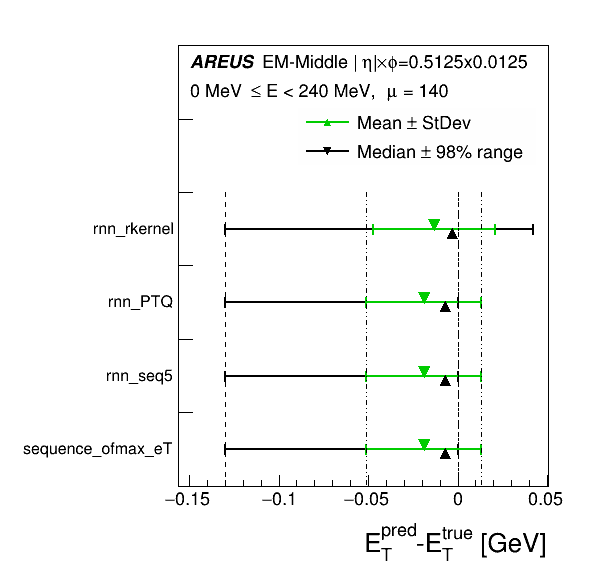 AREUS EM-Middle | η|×ϕ=0.5125x0.0125
0 MeV ≤ E < 240 MeV, μ = 140
Mean ± StDev
Median ± 98% range
rnn_rkernel
rnn_PTQ
rnn_seq5
sequence_ofmax_eT
−0.15 −0.1 −0.05 0 0.05
E_T^pred-E_T^true [GeV]